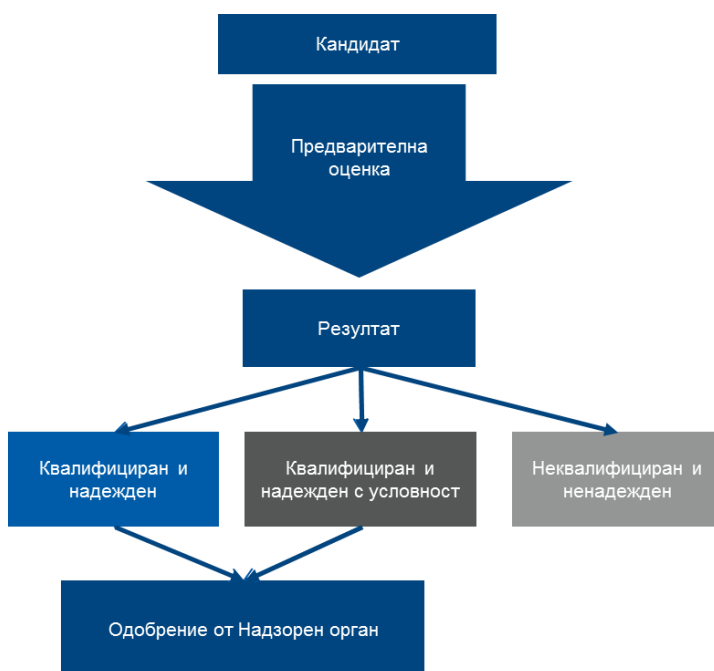 Кандидат
Предварителна
оценка
Резултат
Квалифициран и
надежден
Квалифициран и
надежден с условност
Неквалифициран и
ненадежден
Одобрение от Надзорен орган